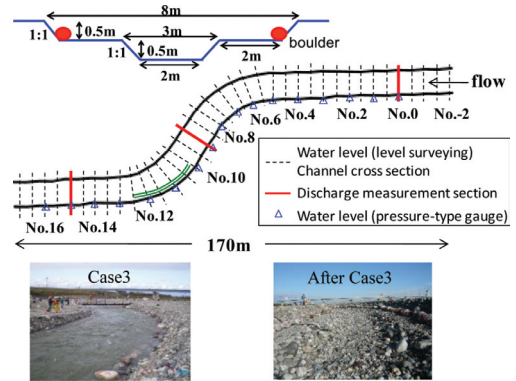 8m
1:1
0.5m
3m
boulder
1:1
0.5m
2m
2m
flow
No.6
No.4
No.2
No.0
No.-2
No.8
No.10
No.12
No.16
No.14
Water level (level surveying)
Channel cross section
Discharge measurement section
Water level (pressure-type gauge)
170m
Case3
After Case3